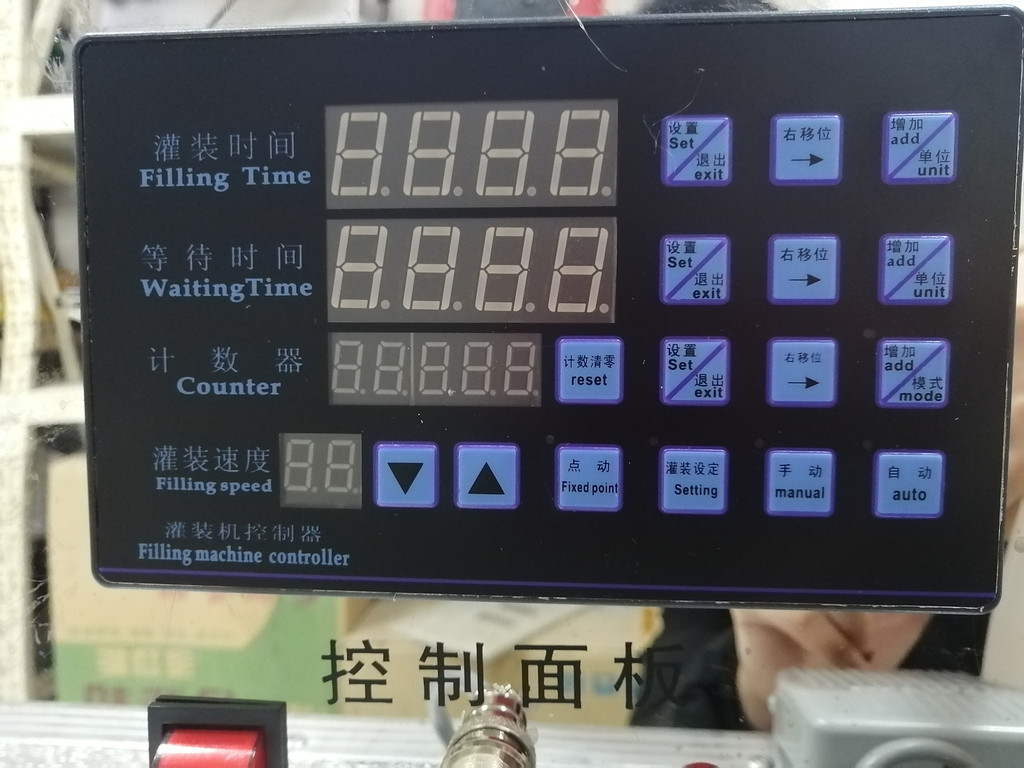 灌装时间
Filling Time
设置
Set
退出
exit
右移位
增加
add
单位
unit
等待时间
Waiting Time
设置
Set
退出
exit
右移位
增加
add
单位
unit
计数器
Counter
计数清零
reset
设置
Set
退出
exit
右移位
增加
add
模式
mode
灌装速度
Filling speed
点动
Fixed point
灌装设定
Setting
手动
manual
自动
auto
灌装机控制器
Filling machine controller
控制面板